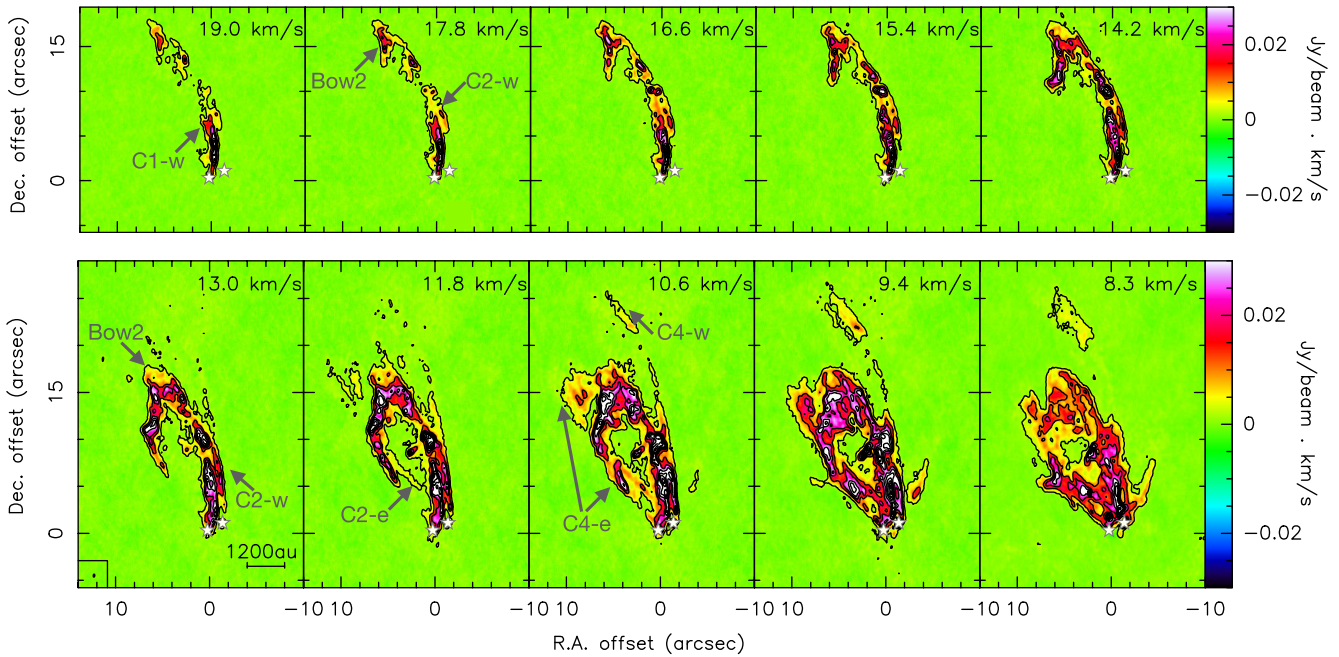 19.0 km/s 17.8 km/s 16.6 km/s 15.4 km/s 14.2 km/s
Dec. offset (arcsec)
15
0
C1-w
Bow2
C2-w
0.02
0
−0.02
Jy/beam . km/s
13.0 km/s 11.8 km/s 10.6 km/s 9.4 km/s 8.3 km/s
Dec. offset (arcsec)
15
0
Bow2
C2-w
1200au
C2-e
C4-w
C4-e
0.02
0
−0.02
Jy/beam . km/s
10 0 −10 10 0 10 0 10 0 10 0 −10
R.A. offset (arcsec)